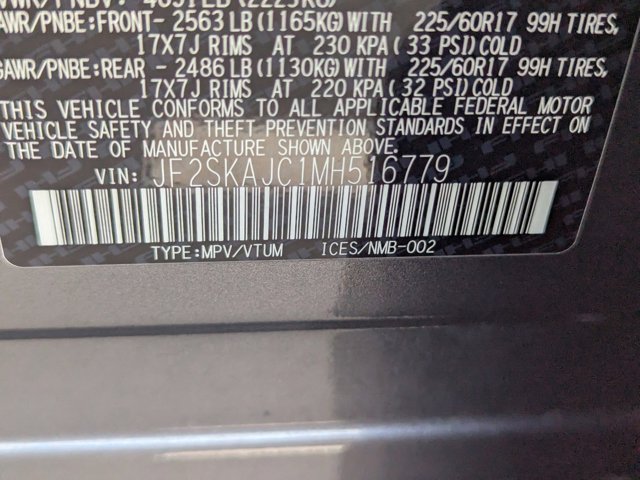 GAWR/PNBE:FRONT- 2563 LB(1165KG)WITH 225/60R17 99H TIRES,
17X7J RIMS AT 230 KPA(33 PSI)COLD
GAWR/PNBE:REAR - 2486 LB(1130KG)WITH 225/60R17 99H TIRES,
17X7J RIMS AT 220 KPA(32 PSI)COLD
THIS VEHICLE CONFORMS TO ALL APPLICABLE FEDERAL MOTOR
VEHICLE SAFETY AND THEFT PREVENTION STANDARDS IN EFFECT ON
THE DATE OF MANUFACTURE SHOWN ABOVE.
VIN: JF2SKAJC1MH516779
TYPE:MPV/VTUM ICES/NMB-002